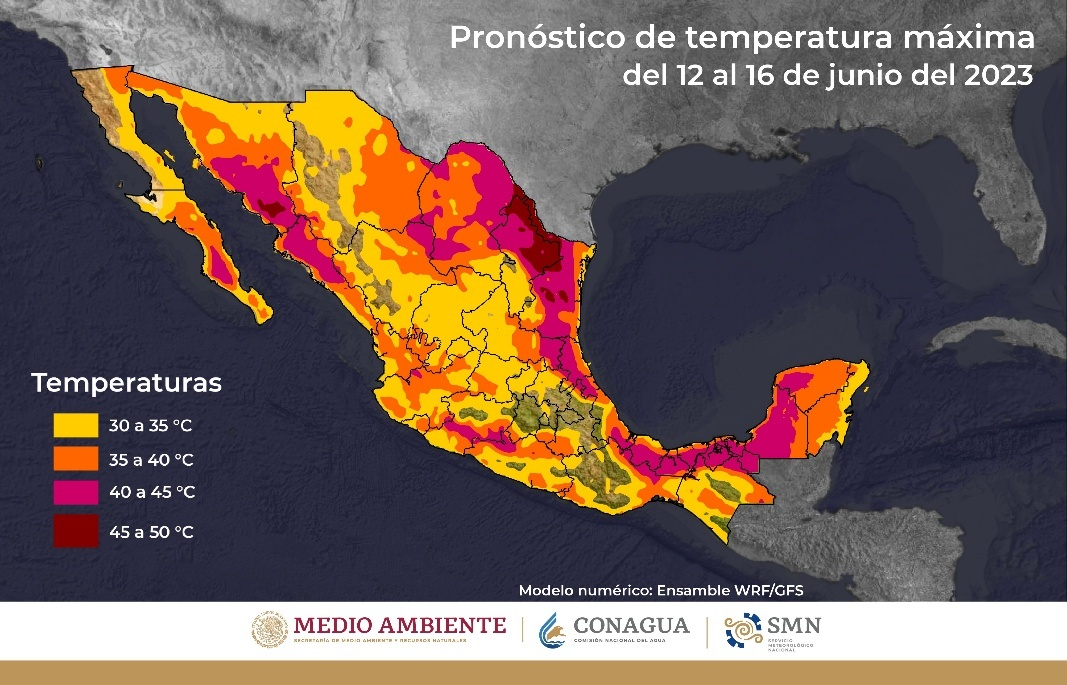 Pronóstico de temperatura máxima
del 12 al 16 de junio del 2023
Temperaturas
30 a 35 °C
35 a 40 °C
40 a 45 °C
45 a 50 °C
Modelo numérico: Ensamble WRF/GFS
MEDIO AMBIENTE
SECRETARÍA DE MEDIO AMBIENTE Y RECURSOS NATURALES
CONAGUA
COMISIÓN NACIONAL DEL AGUA
SMN
SERVICIO
METEOROLÓGICO
NACIONAL